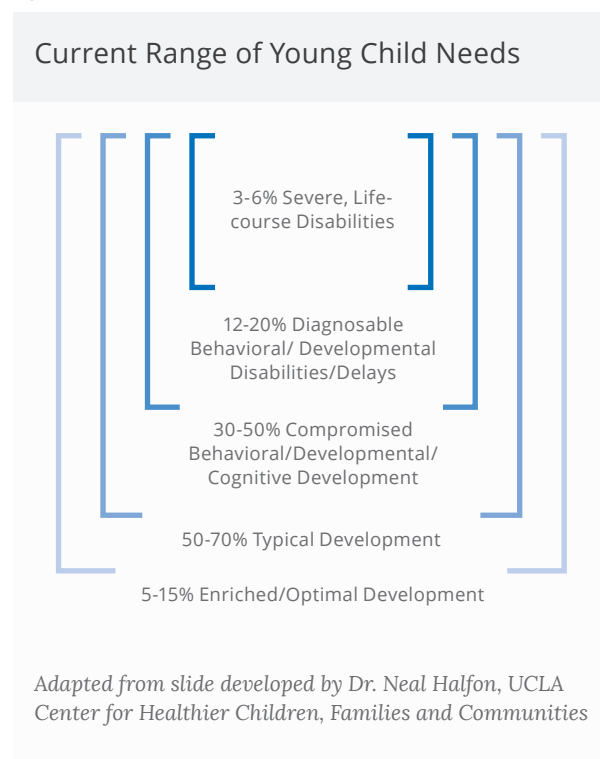 Current Range of Young Child Needs
3-6% Severe, Life-
course Disabilities
12-20% Diagnosable
Behavioral/ Developmental
Disabilities/Delays
30-50% Compromised
Behavioral/Developmental/
Cognitive Development
50-70% Typical Development
5-15% Enriched/Optimal Development
Adapted from slide developed by Dr. Neal Halfon, UCLA
Center for Healthier Children, Families and Communities